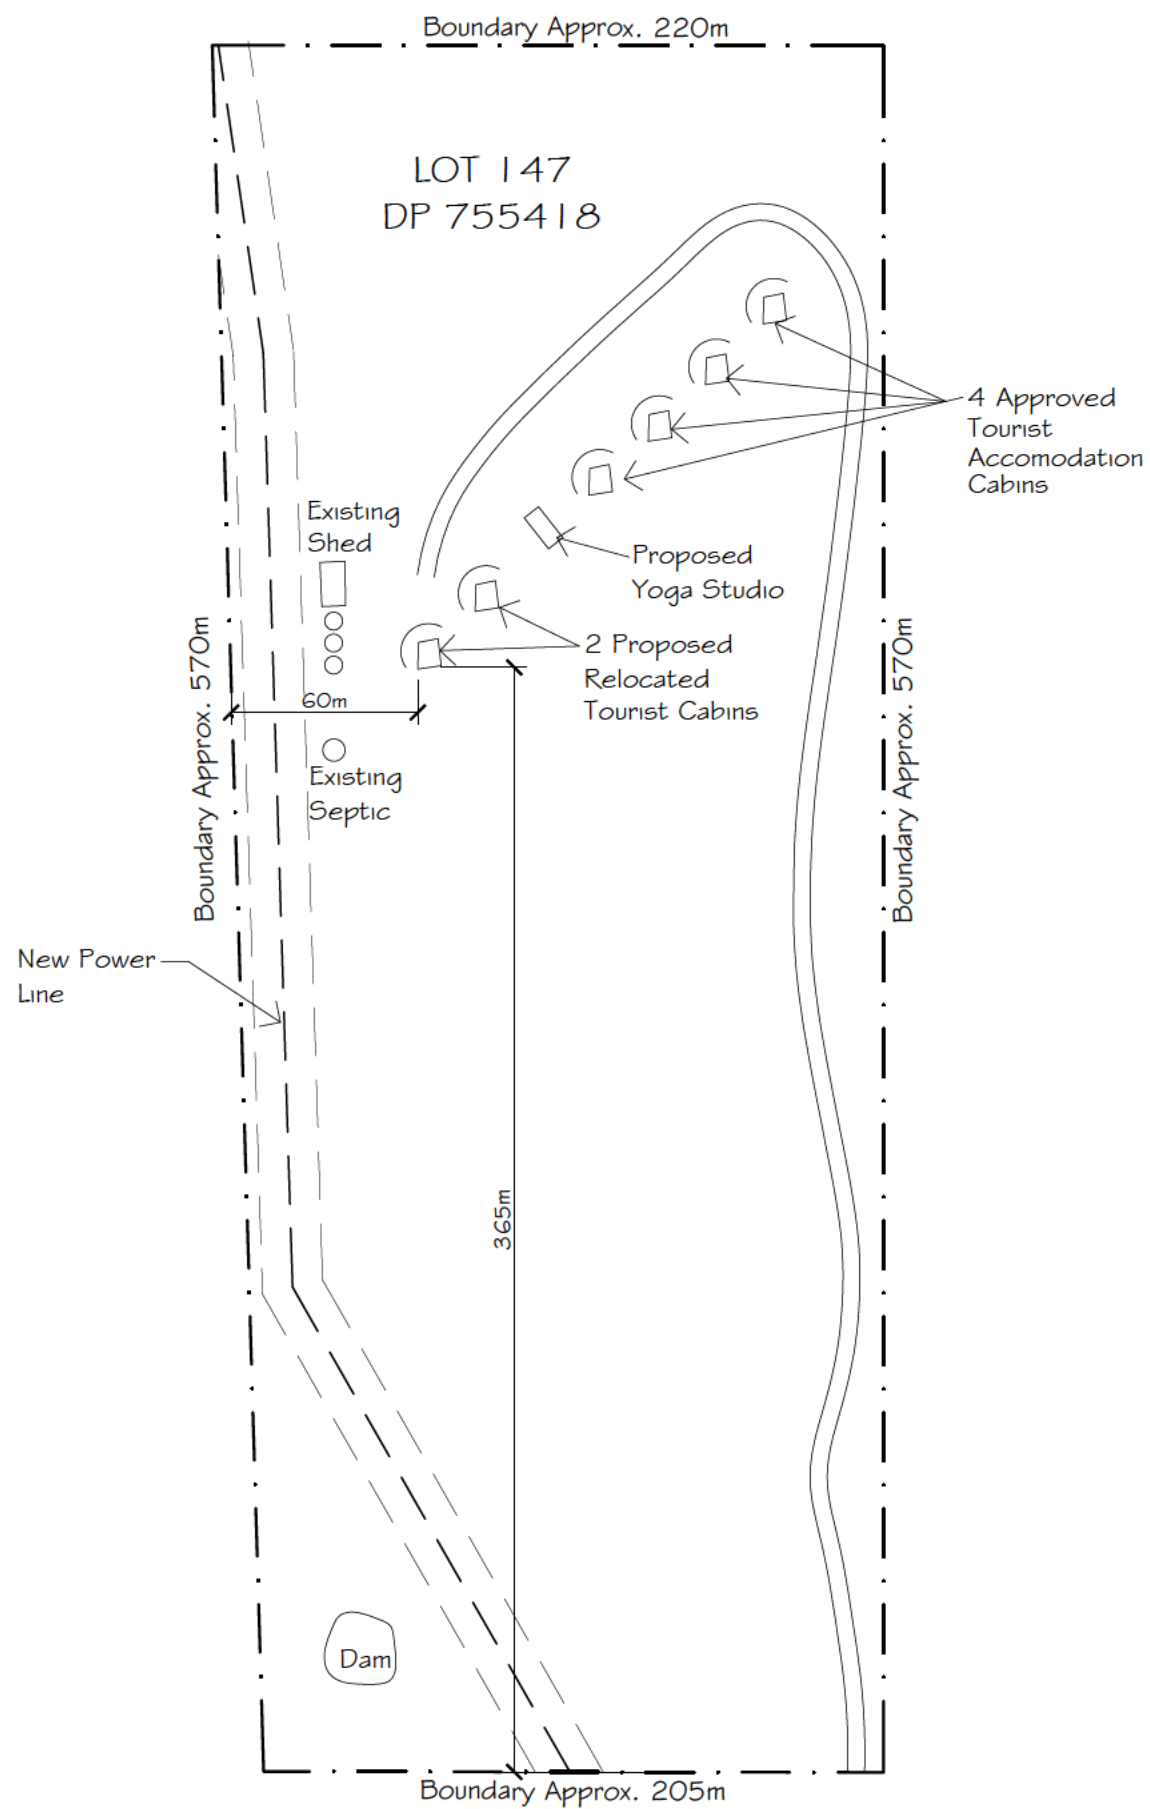 Boundary Approx. 220m
LOT 147
DP 755418
4 Approved
Tourist
Accomodation
Cabins
Existing
Shed
Proposed
Yoga Studio
2 Proposed
Relocated
Tourist Cabins
60m
Boundary Approx. 570m
Boundary Approx. 570m
Existing
Septic
New Power
Line
365m
Dam
Boundary Approx. 205m